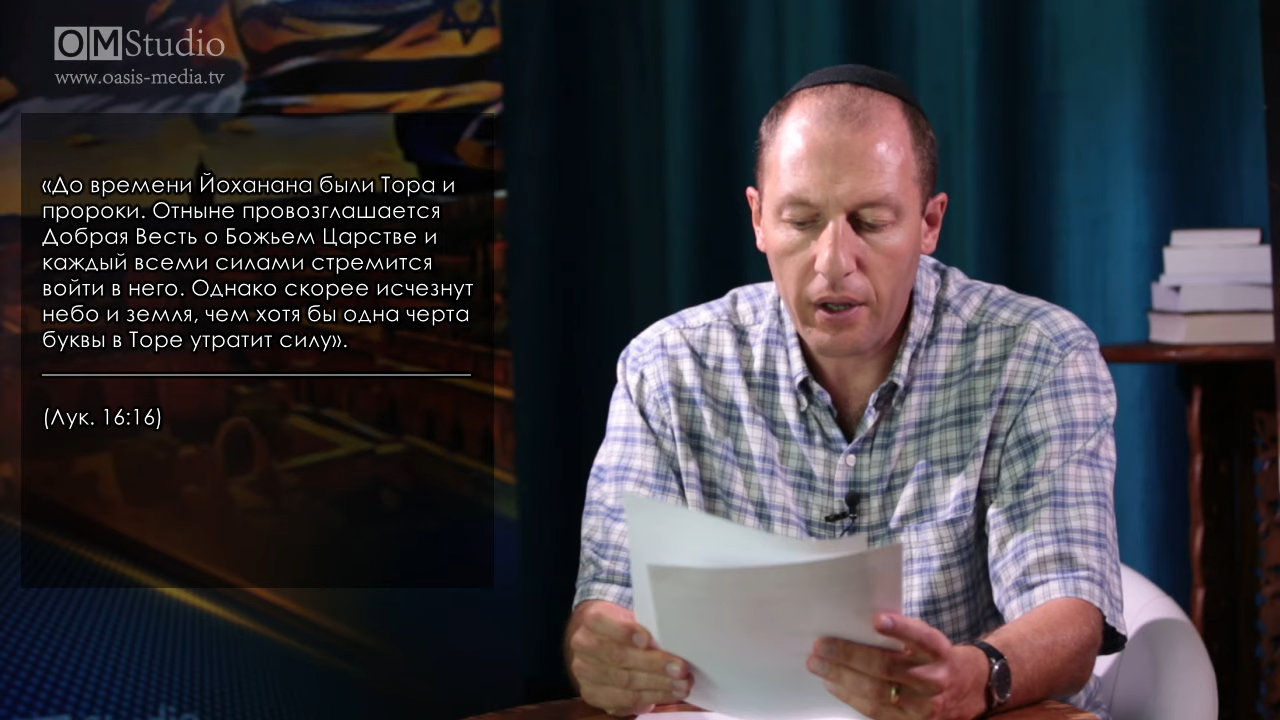 OMStudio
www.oasis-media.tv
«До времени Йоханана были Тора и
пророки. Отныне провозглашается
Добрая Весть о Божьем Царстве и
каждый всеми силами стремится
войти в него. Однако скорее исчезнут
небо и земля, чем хотя бы одна черта
буквы в Торе утратит силу».
(Лук. 16:16)